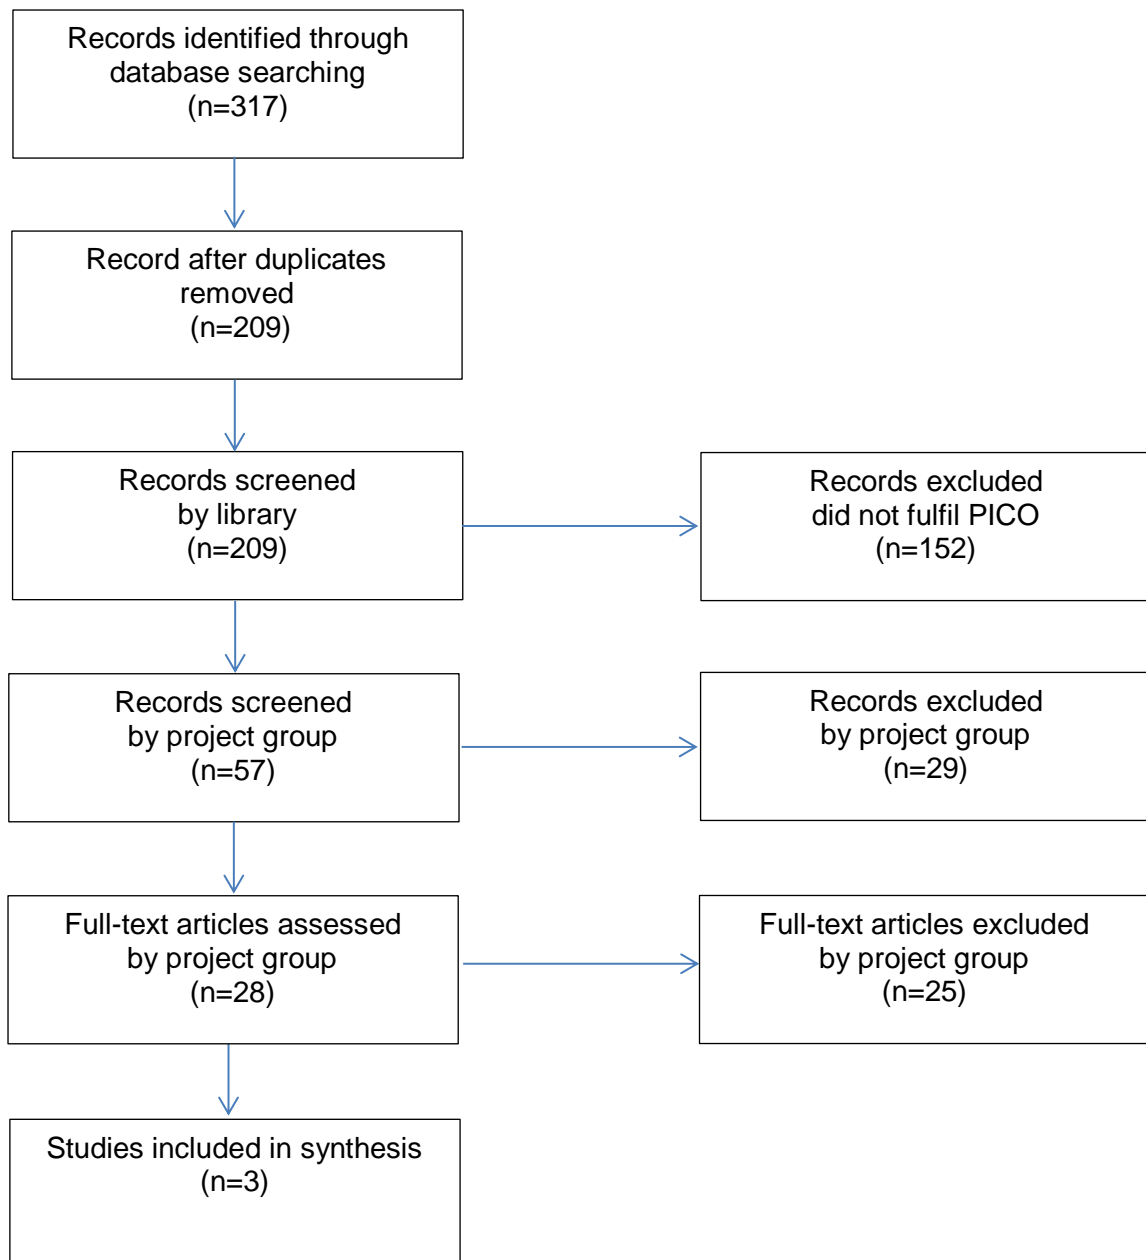 Records identified through
database searching
(n=317)
Record after duplicates
removed
(n=209)
Records screened
by library
(n=209)
Records excluded
did not fulfil PICO
(n=152)
Records screened
by project group
(n=57)
Records excluded
by project group
(n=29)
Full-text articles assessed
by project group
(n=28)
Full-text articles excluded
by project group
(n=25)
Studies included in synthesis
(n=3)